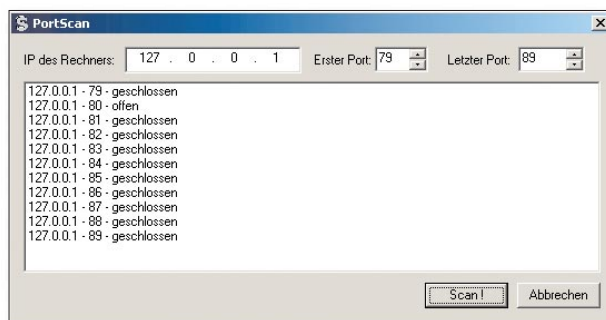 PortScan
IP des Rechners: 127 . 0 . 0 . 1 Erster Port: 79 Letzter Port: 89
127.0.0.1 - 79 - geschlossen
127.0.0.1 - 80 - offen
127.0.0.1 - 81 - geschlossen
127.0.0.1 - 82 - geschlossen
127.0.0.1 - 83 - geschlossen
127.0.0.1 - 84 - geschlossen
127.0.0.1 - 85 - geschlossen
127.0.0.1 - 86 - geschlossen
127.0.0.1 - 87 - geschlossen
127.0.0.1 - 88 - geschlossen
127.0.0.1 - 89 - geschlossen
Scan ! Abbrechen